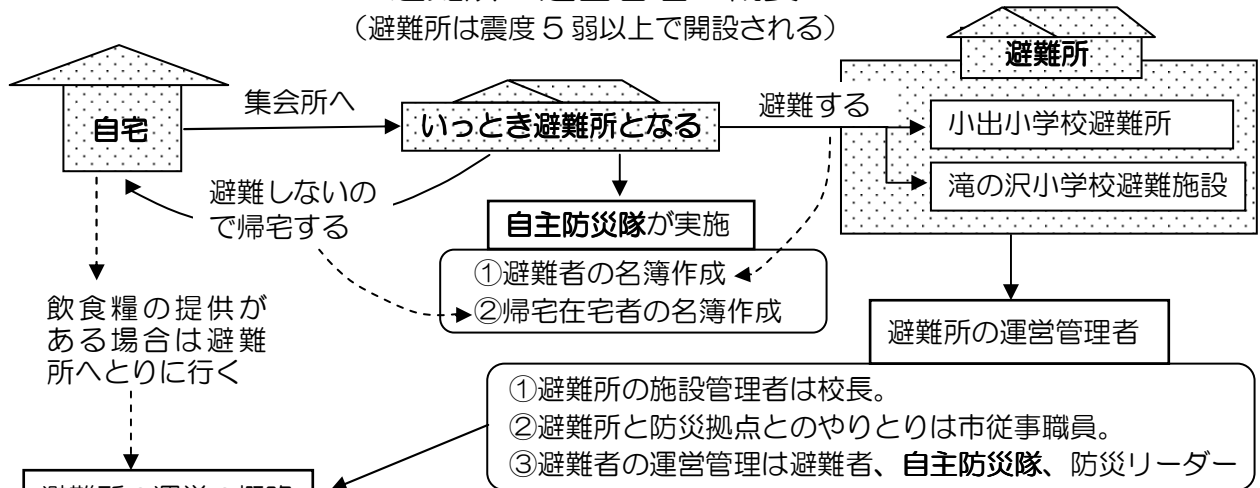 （避難所は震度５弱以上で開設される）
避難所
自宅
集会所へ
いっとき避難所となる
避難する
小出小学校避難所
滝の沢小学校避難施設
避難しないの
で帰宅する
自主防災隊が実施
①避難者の名簿作成
②帰宅在宅者の名簿作成
飲食糧の提供が
ある場合は避難
所へとりに行く
避難所の運営管理者
①避難所の施設管理者は校長。
②避難所と防災拠点とのやりとりは市従事職員。
③避難者の運営管理は避難者、自主防災隊、防災リーダー